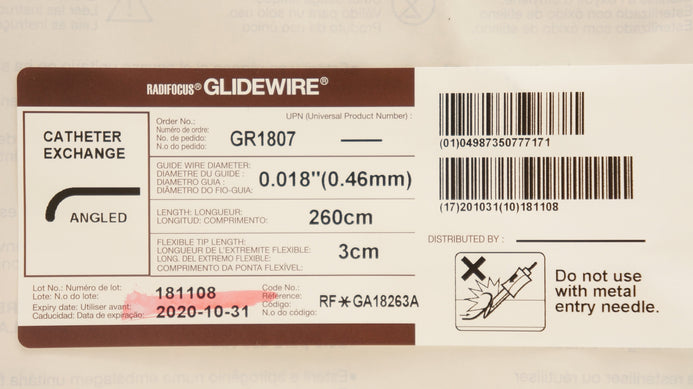 RADIFOCUS® GLIDEWIRE®
CATHETER
EXCHANGE
ANGLED
Order No.:
Numéro de ordre:
No. de pedido:
N.o do pedido:
UPN (Universal Product Number) :
GR1807
GUIDE WIRE DIAMETER:
DIAMETRE DU GUIDE :
DIÁMETRO GUIA :
DIÂMETRO DO FIO-GUIA:
0.018"(0.46mm)
LENGTH: LONGUEUR:
LONGITUD: COMPRIMENTO:
260cm
FLEXIBLE TIP LENGTH:
LONGUEUR DE L'EXTREMITE FLEXIBLE:
LONG. DEL EXTREMO FLEXIBLE:
COMPRIMENTO DA PONTA FLEXÍVEL:
3cm
Lot No.: Numéro de lot:
Lote: N.o do lote:
181108
Expiry date: Utiliser avant:
Caducidad: Data de expiração:
2020-10-31
Code No.:
Référence:
N.o de código:
N.o do código:
RF*GA18263A
(01)04987350777171
(17)201031(10)181108
DISTRIBUTED BY :
Do not use
with metal
entry needle.